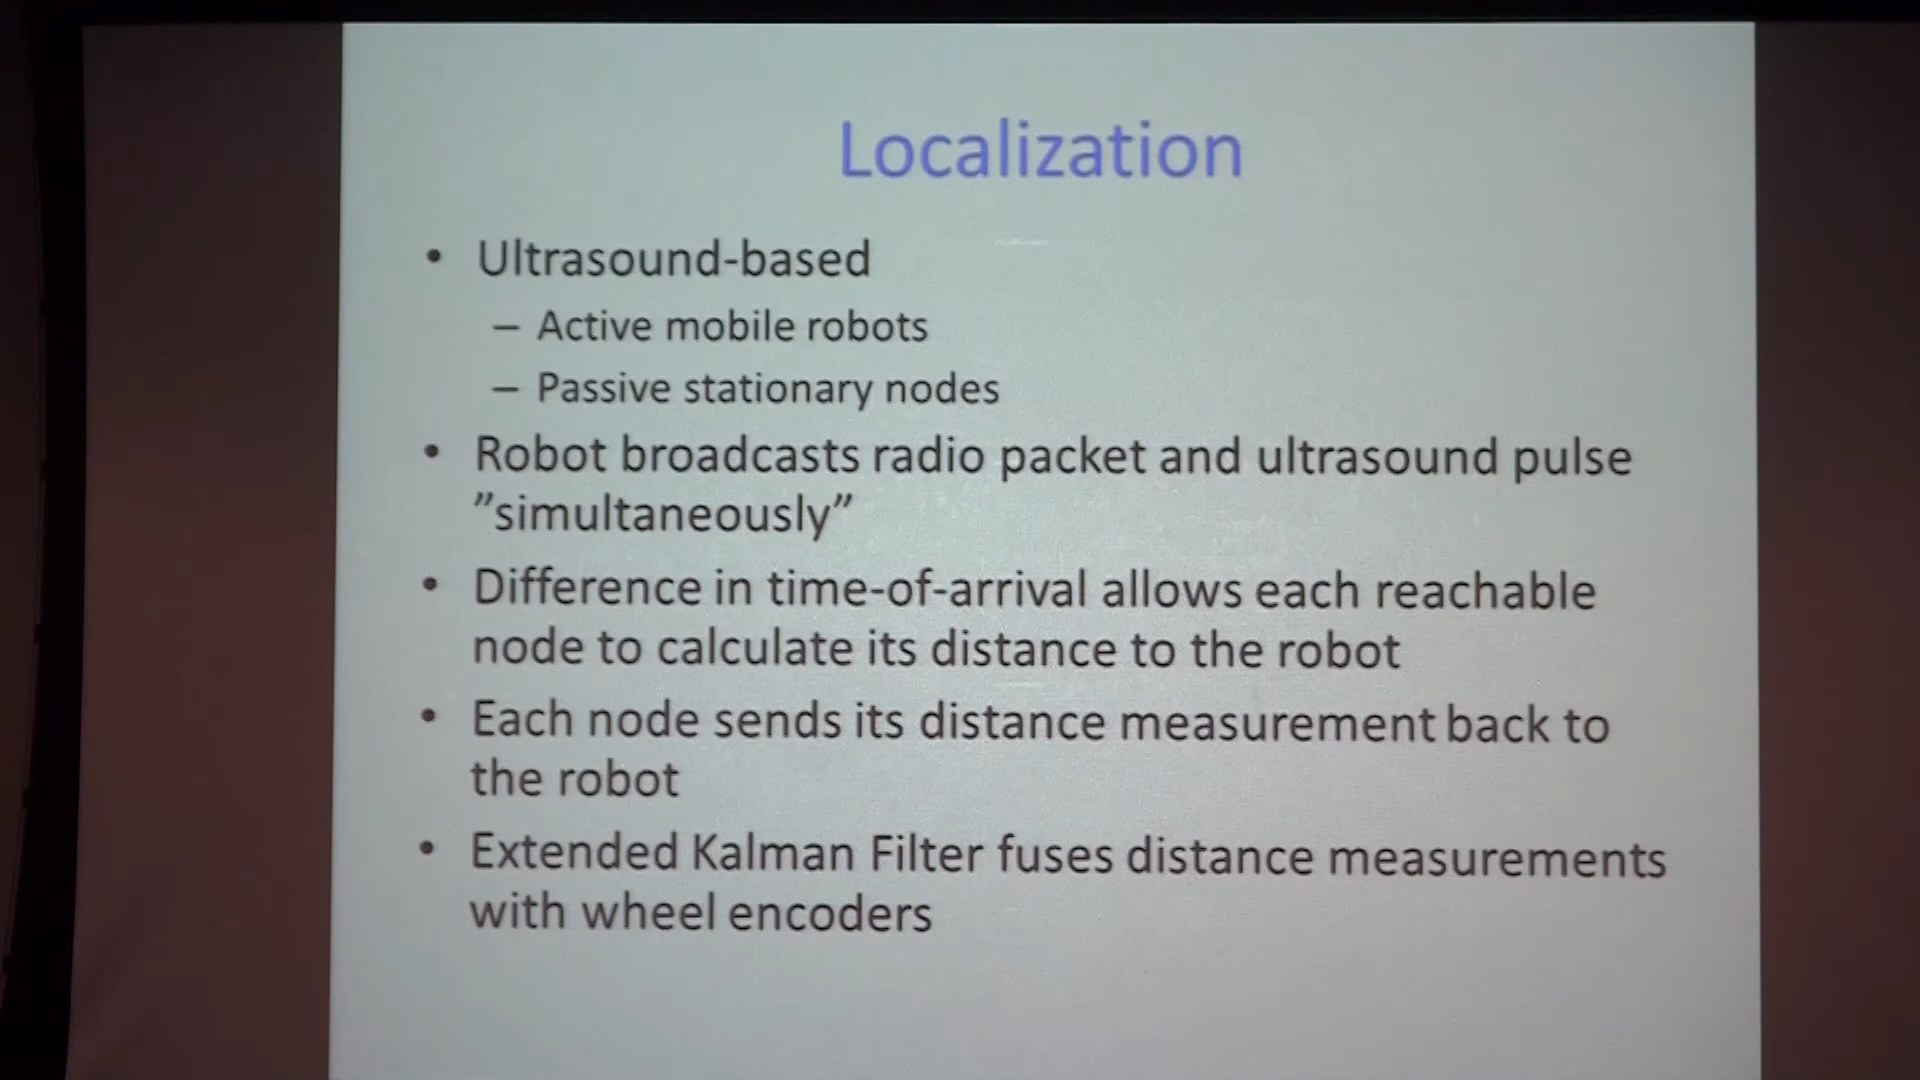 Localization
• Ultrasound-based
– Active mobile robots
– Passive stationary nodes
• Robot broadcasts radio packet and ultrasound pulse
”simultaneously”
• Difference in time-of-arrival allows each reachable
node to calculate its distance to the robot
• Each node sends its distance measurement back to
the robot
• Extended Kalman Filter fuses distance measurements
with wheel encoders